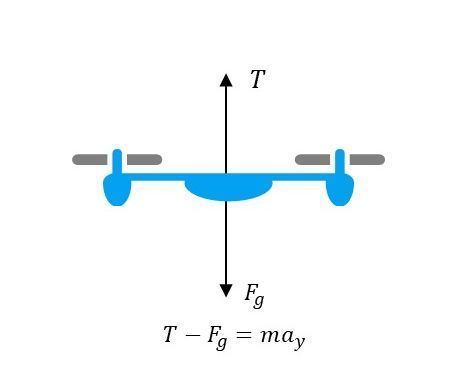 T
F_g
T − F_g = ma_y